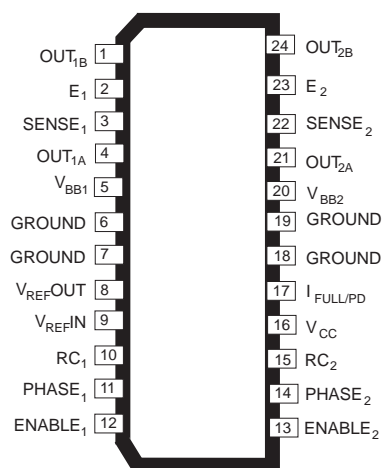 OUT1B 1
E1 2
SENSE1 3
OUT1A 4
VBB1 5
GROUND 6
GROUND 7
VREFOUT 8
VREFIN 9
RC1 10
PHASE1 11
ENABLE1 12
24 OUT2B
23 E2
22 SENSE2
21 OUT2A
20 VBB2
19 GROUND
18 GROUND
17 IFULL/PD
16 VCC
15 RC2
14 PHASE2
13 ENABLE2